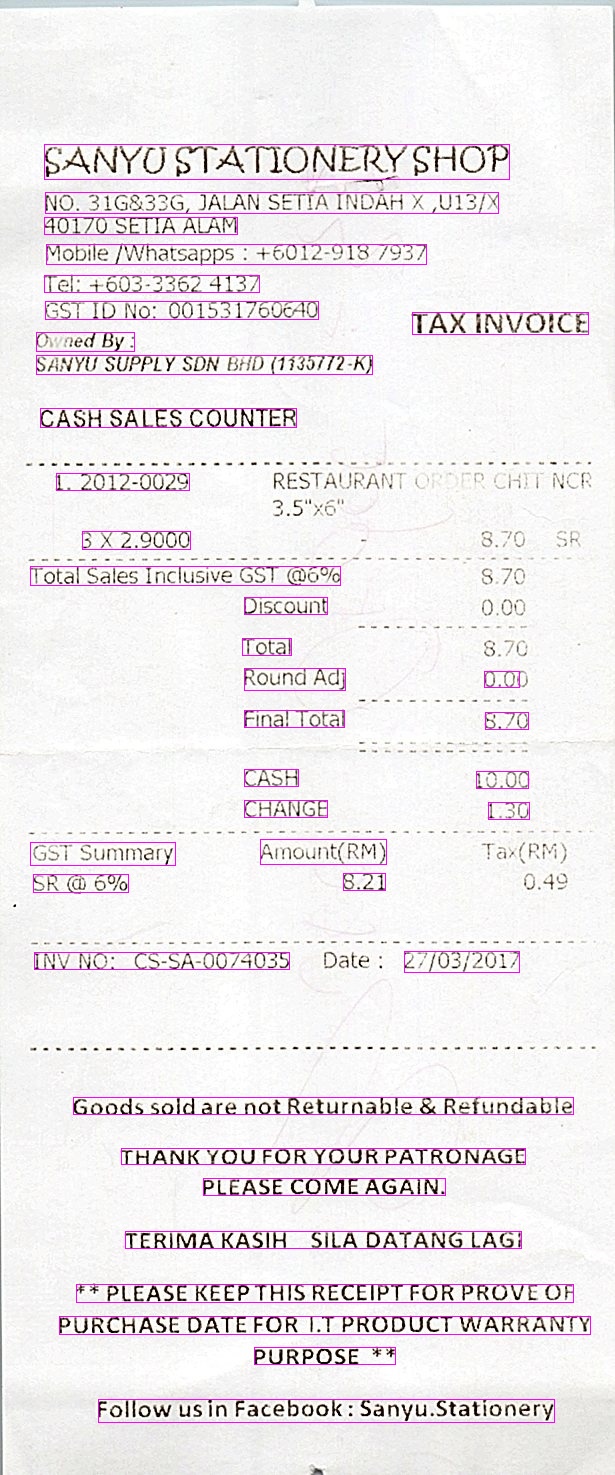 SANYU STATIONERY SHOP
NO. 31G&33G, JALAN SETIA INDAH X ,U13/X
40170 SETIA ALAM
Mobile /Whatsapps : +6012-918 7937
Tel: +603-3362 4137
GST ID No: 001531760640
TAX INVOICE
Owned By :
SANYU SUPPLY SDN BHD (1135772-K)
CASH SALES COUNTER
1. 2012-0029 RESTAURANT ORDER CHIT NCR
3.5"x6"
3 X 2.9000 - 8.70 SR
Total Sales Inclusive GST @6% 8.70
Discount 0.00
Total 8.70
Round Adj 0.00
Final Total 8.70
CASH 10.00
CHANGE 1.30
GST Summary Amount(RM) Tax(RM)
SR @ 6% 8.21 0.49
INV NO: CS-SA-0074035 Date : 27/03/2017
Goods sold are not Returnable & Refundable
THANK YOU FOR YOUR PATRONAGE
PLEASE COME AGAIN.
TERIMA KASIH SILA DATANG LAGI
** PLEASE KEEP THIS RECEIPT FOR PROVE OF
PURCHASE DATE FOR I.T PRODUCT WARRANTY
PURPOSE **
Follow us in Facebook : Sanyu.Stationery